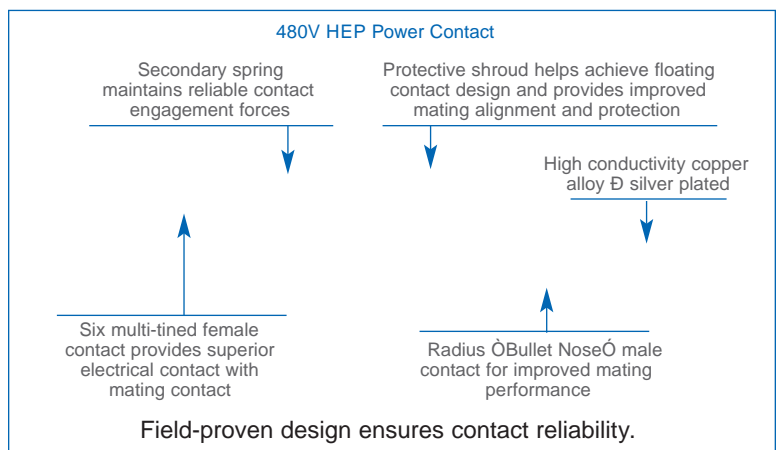 480V HEP Power Contact
Secondary spring
maintains reliable contact
engagement forces
Protective shroud helps achieve floating
contact design and provides improved
mating alignment and protection
High conductivity copper
alloy Ð silver plated
Six multi-tined female
contact provides superior
electrical contact with
mating contact
Radius ÒBullet NoseÓ male
contact for improved mating
performance
Field-proven design ensures contact reliability.